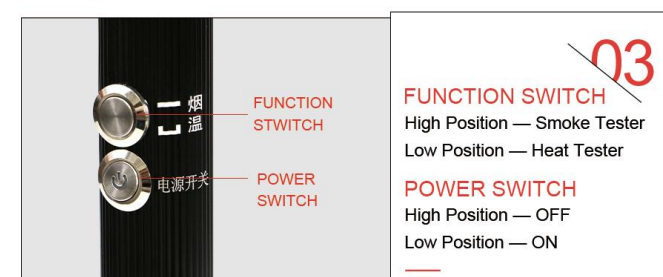 烟
温
FUNCTION
STWITCH
电源开关
POWER
SWITCH
03
FUNCTION SWITCH
High Position — Smoke Tester
Low Position — Heat Tester
POWER SWITCH
High Position — OFF
Low Position — ON